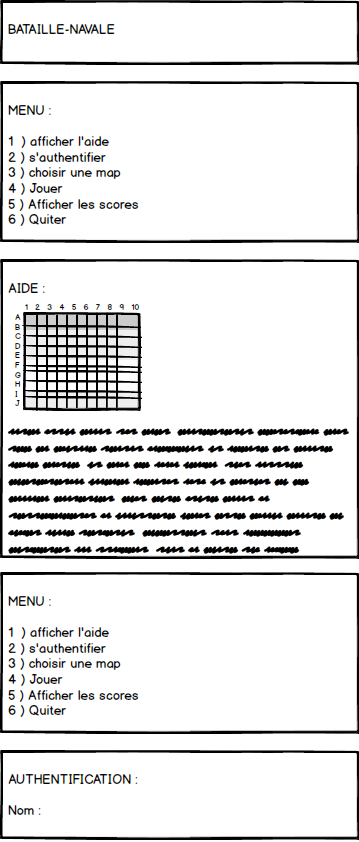 BATAILLE-NAVALE
MENU :
1 ) afficher l'aide
2 ) s'authentifier
3 ) choisir une map
4 ) Jouer
5 ) Afficher les scores
6 ) Quiter
AIDE :
1 2 3 4 5 6 7 8 9 10
A
B
C
D
E
F
G
H
I
J
MENU :
1 ) afficher l'aide
2 ) s'authentifier
3 ) choisir une map
4 ) Jouer
5 ) Afficher les scores
6 ) Quiter
AUTHENTIFICATION :
Nom :